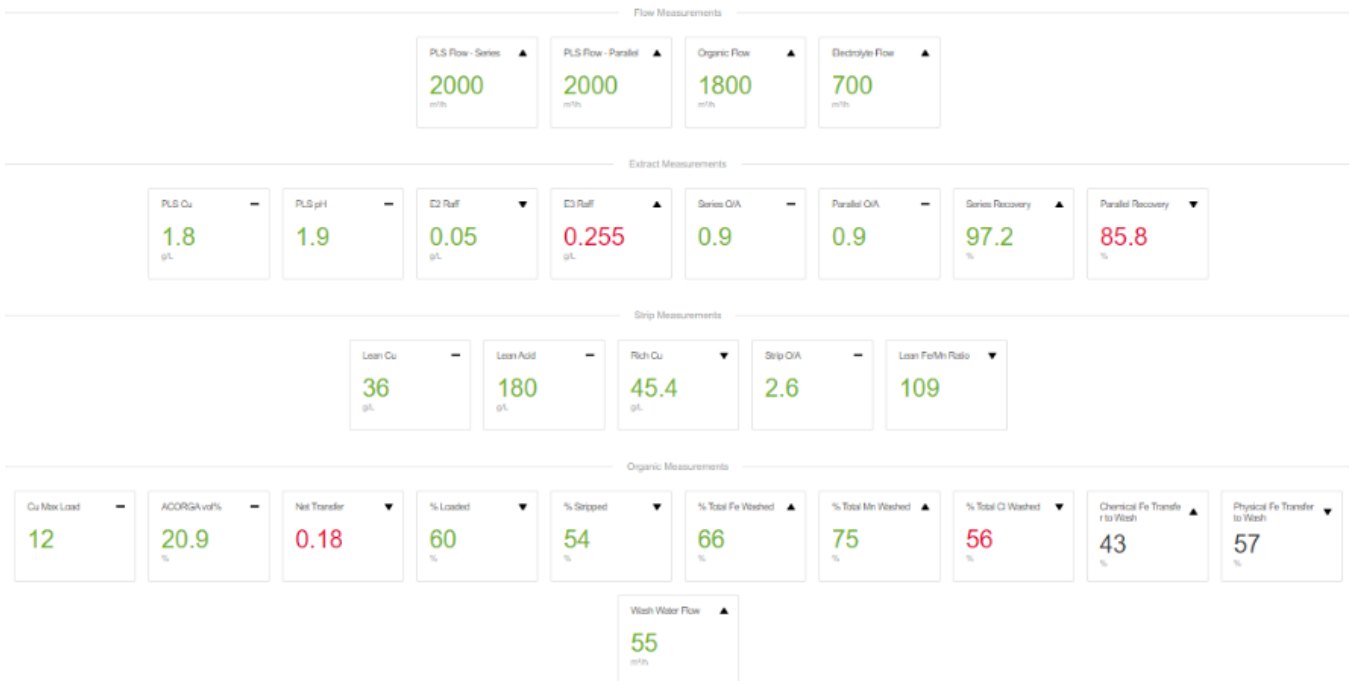 Flow Measurements
PLS Flow - Series ▲
2000
m³/h
PLS Flow - Parallel ▲
2000
m³/h
Organic Flow ▲
1800
m³/h
Electrolyte Flow ▲
700
m³/h
Extract Measurements
PLS Cu –
1.8
g/L
PLS pH –
1.9
E2 Raff ▼
0.05
g/L
E3 Raff ▲
0.255
g/L
Series O/A –
0.9
Parallel O/A –
0.9
Series Recovery ▲
97.2
%
Parallel Recovery ▼
85.8
%
Strip Measurements
Lean Cu –
36
g/L
Lean Acid –
180
g/L
Rich Cu ▼
45.4
g/L
Strip O/A –
2.6
Lean Fe/Mn Ratio ▼
109
Organic Measurements
Cu Max Load –
12
ACORGA vol% –
20.9
%
Net Transfer ▼
0.18
% Loaded ▼
60
%
% Stripped ▼
54
%
% Total Fe Washed ▲
66
%
% Total Mn Washed ▲
75
%
% Total Cl Washed ▼
56
%
Chemical Fe Transfe
r to Wash ▲
43
%
Physical Fe Transfer
to Wash ▼
57
%
Wash Water Flow ▲
55
m³/h